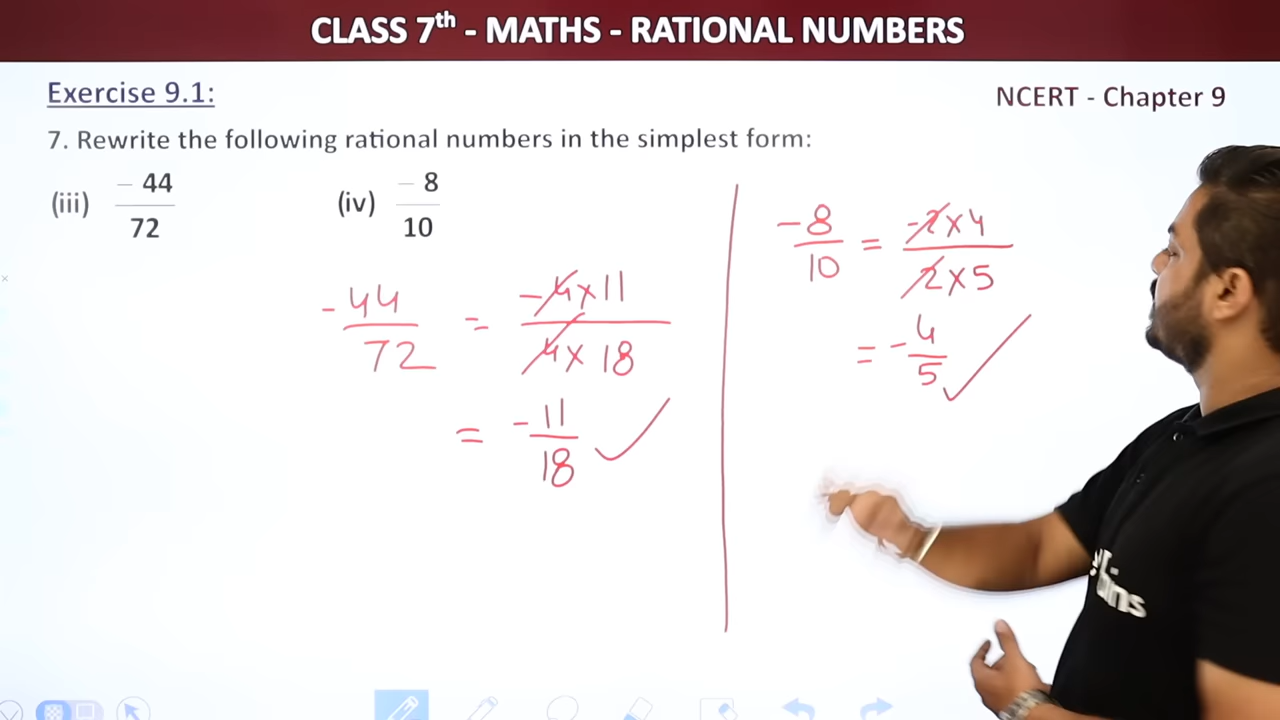 CLASS 7th - MATHS - RATIONAL NUMBERS
Exercise 9.1:
NCERT - Chapter 9
7. Rewrite the following rational numbers in the simplest form:
(iii) -44/72
(iv) -8/10
-44/72 = -4×11/4×18
= -11/18 ✓
-8/10 = -2×4/2×5
= -4/5 ✓